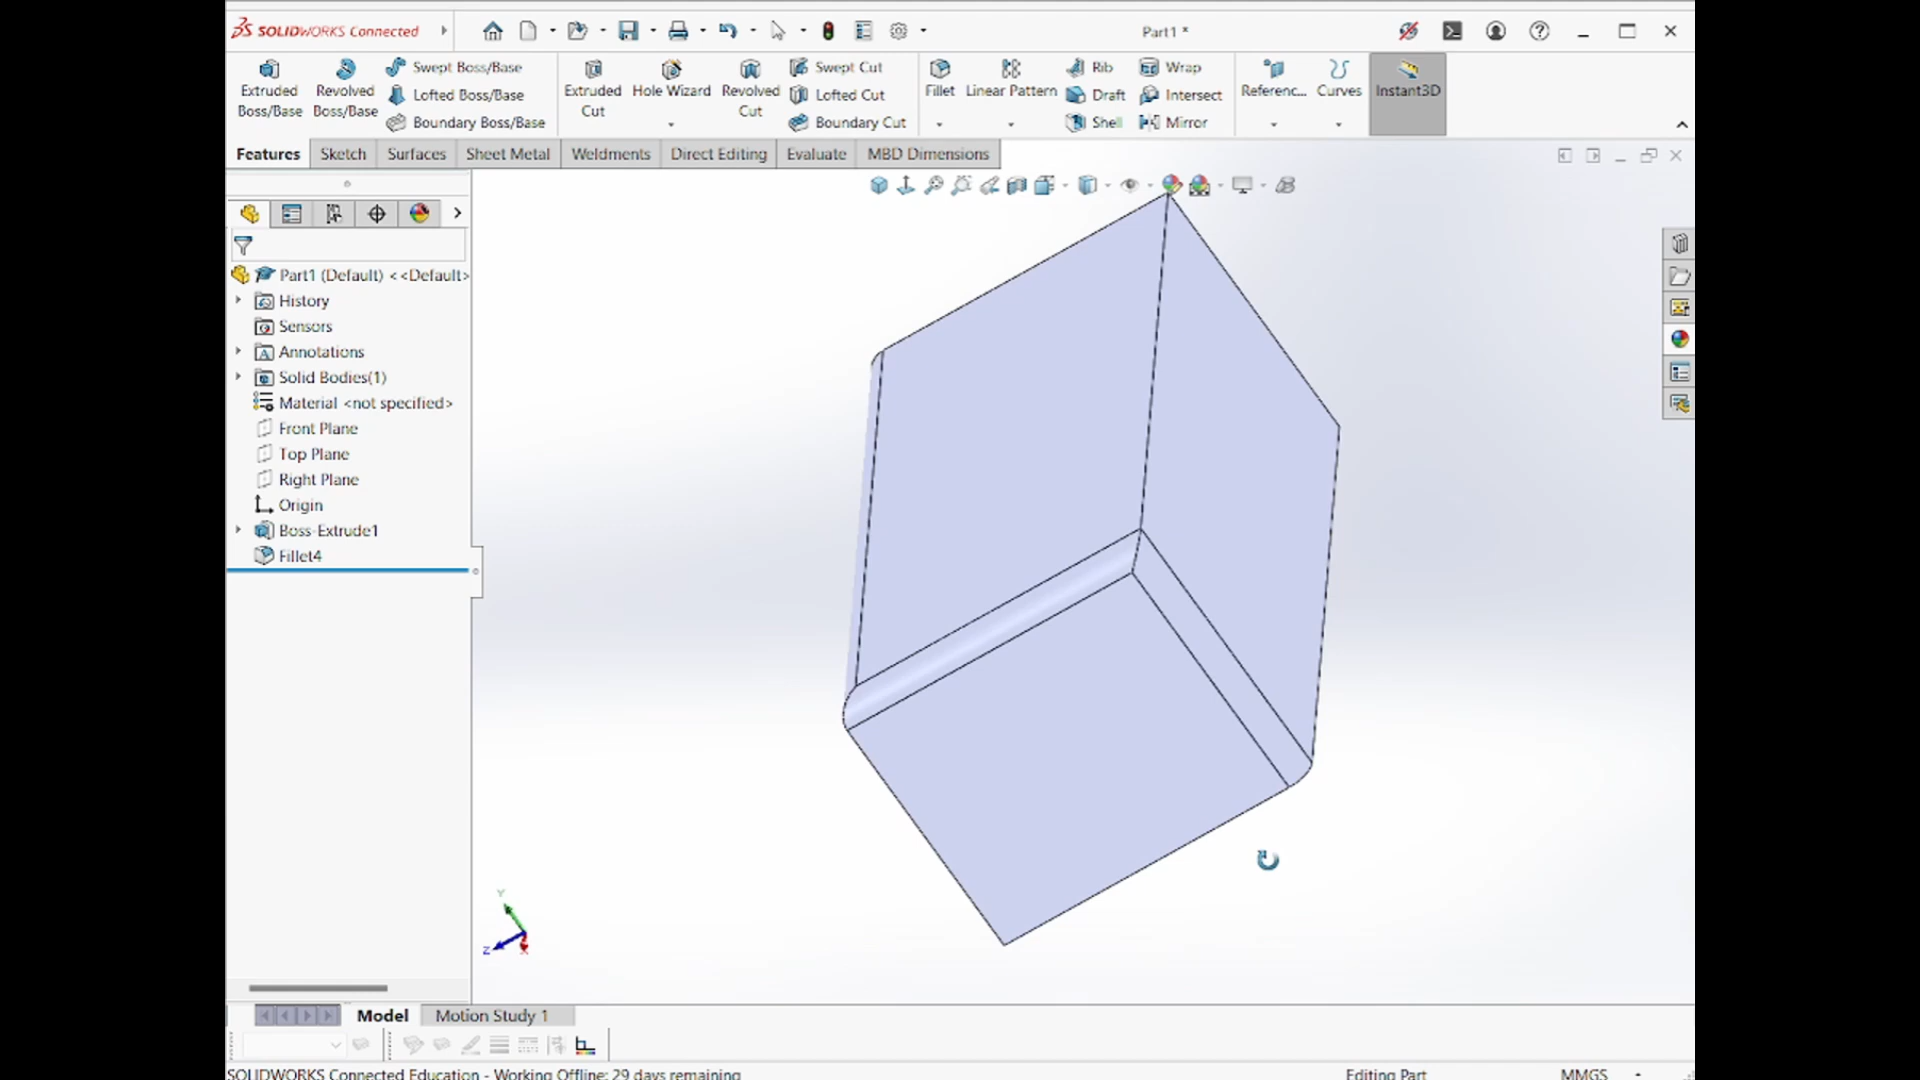 SOLIDWORKS Connected
Part1 *
Extruded Boss/Base
Revolved Boss/Base
Swept Boss/Base
Lofted Boss/Base
Boundary Boss/Base
Extruded Cut
Hole Wizard
Revolved Cut
Swept Cut
Lofted Cut
Boundary Cut
Fillet
Linear Pattern
Rib
Draft
Shell
Wrap
Intersect
Mirror
Referenc...
Curves
Instant3D
Features
Sketch
Surfaces
Sheet Metal
Weldments
Direct Editing
Evaluate
MBD Dimensions
Part1 (Default) <<Default>
History
Sensors
Annotations
Solid Bodies(1)
Material <not specified>
Front Plane
Top Plane
Right Plane
Origin
Boss-Extrude1
Fillet4
Y
Z
X
Model
Motion Study 1
SOLIDWORKS Connected Education - Working Offline: 29 days remaining
Editing Part
MMGS